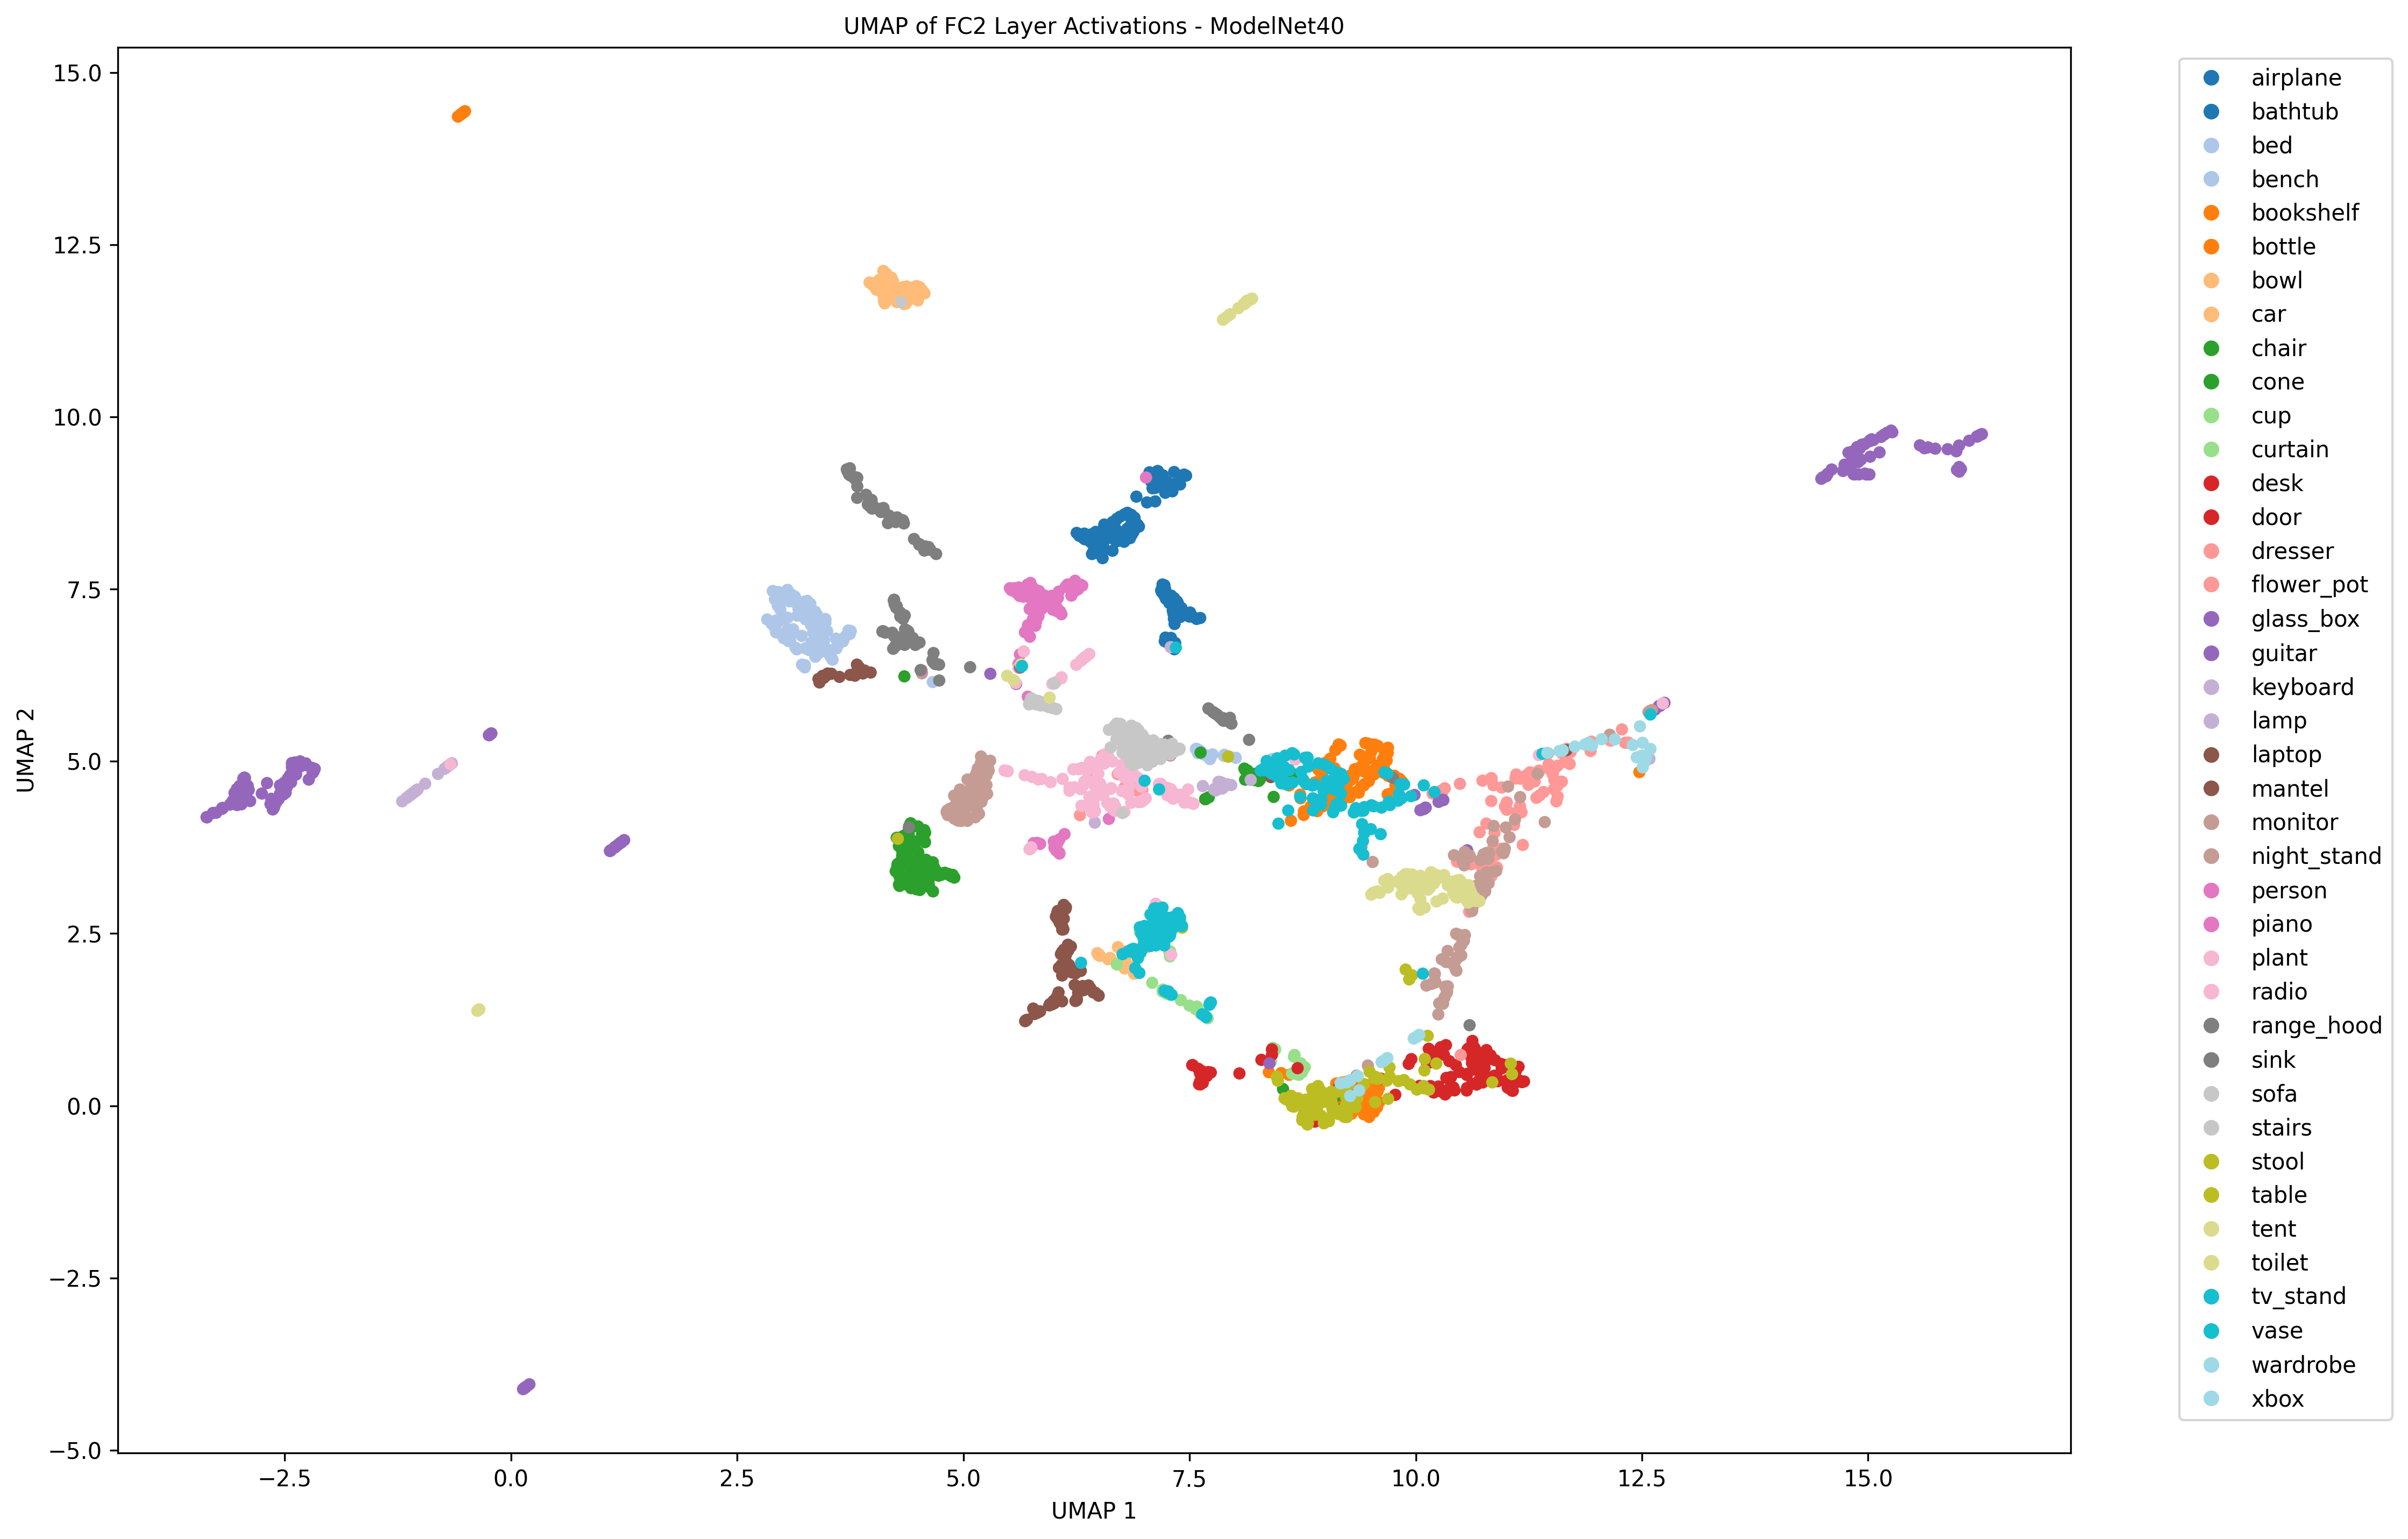 UMAP of FC2 Layer Activations - ModelNet40
15.0
12.5
10.0
7.5
5.0
2.5
0.0
−2.5
−5.0
UMAP 2
−2.5
0.0
2.5
5.0
7.5
10.0
12.5
15.0
UMAP 1
airplane
bathtub
bed
bench
bookshelf
bottle
bowl
car
chair
cone
cup
curtain
desk
door
dresser
flower_pot
glass_box
guitar
keyboard
lamp
laptop
mantel
monitor
night_stand
person
piano
plant
radio
range_hood
sink
sofa
stairs
stool
table
tent
toilet
tv_stand
vase
wardrobe
xbox